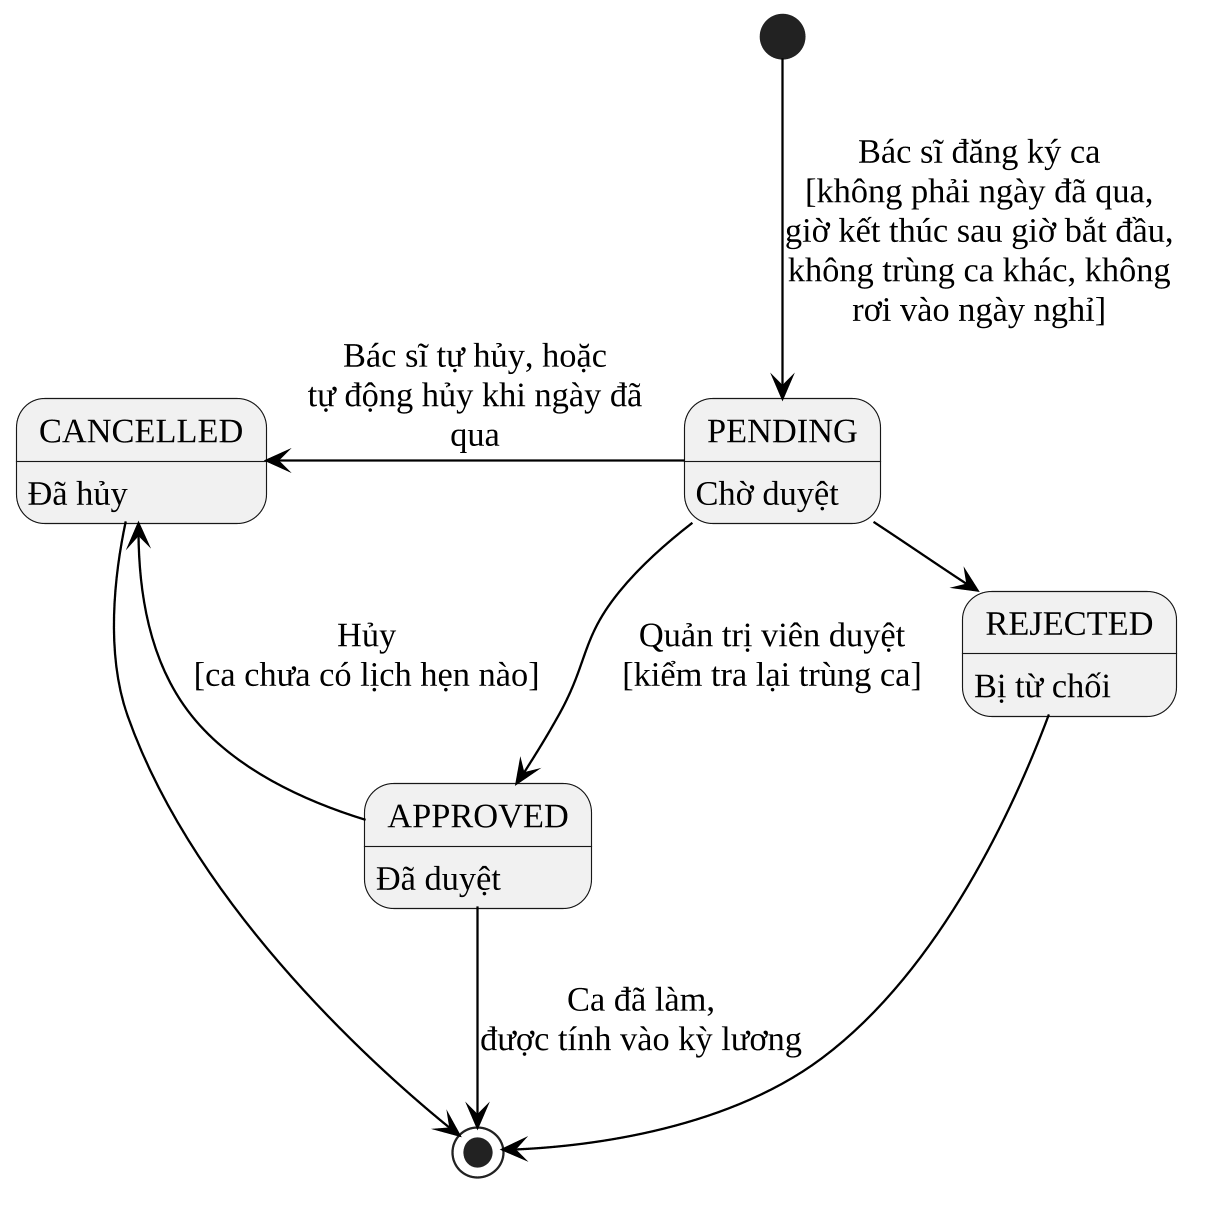 Bác sĩ đăng ký ca
[không phải ngày đã qua,
giờ kết thúc sau giờ bắt đầu,
không trùng ca khác, không
rơi vào ngày nghỉ]
Bác sĩ tự hủy, hoặc
tự động hủy khi ngày đã
qua
CANCELLED
Đã hủy
PENDING
Chờ duyệt
Hủy
[ca chưa có lịch hẹn nào]
Quản trị viên duyệt
[kiểm tra lại trùng ca]
REJECTED
Bị từ chối
APPROVED
Đã duyệt
Ca đã làm,
được tính vào kỳ lương